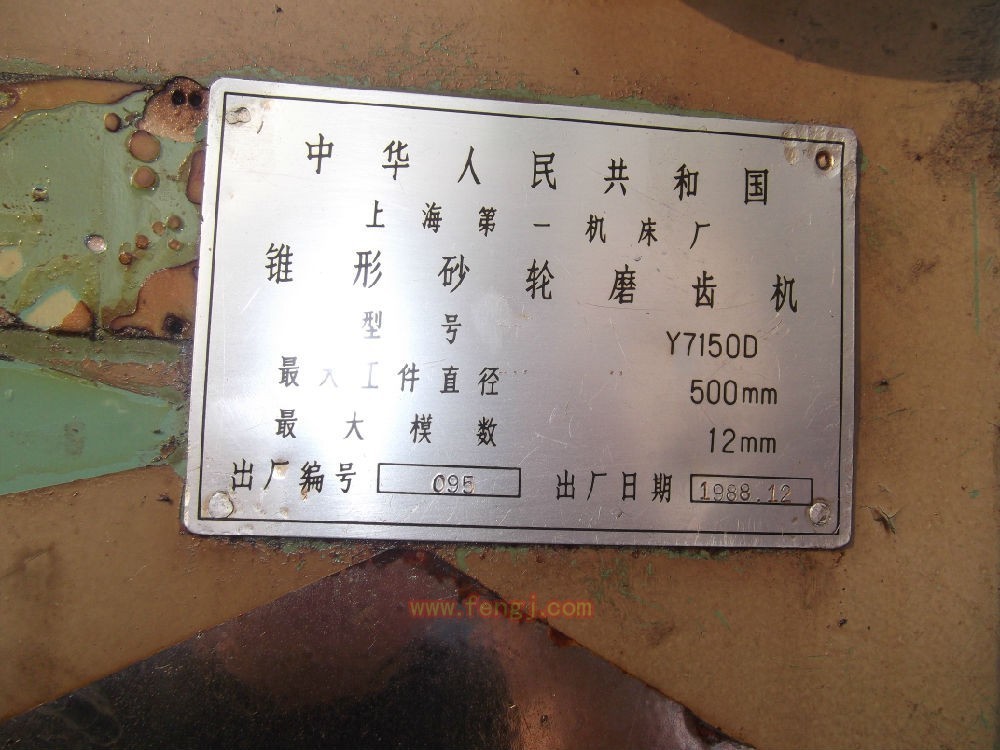 中华人民共和国
上海第一机床厂
锥形砂轮磨齿机
型号 Y7150D
最大工件直径 500mm
最大模数 12mm
出厂编号 095 出厂日期 1988.12
www.fengj.com